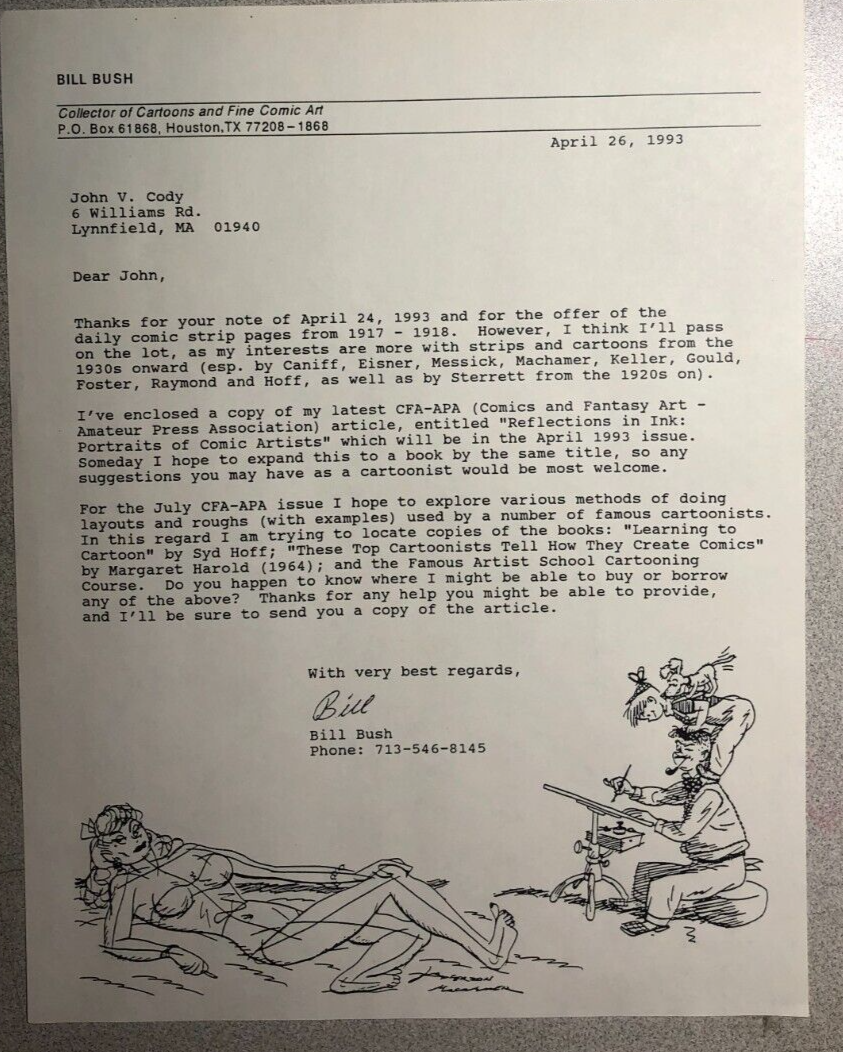 BILL BUSH
Collector of Cartoons and Fine Comic Art
P.O. Box 61868, Houston,TX 77208-1868
April 26, 1993
John V. Cody
6 Williams Rd.
Lynnfield, MA 01940
Dear John,
Thanks for your note of April 24, 1993 and for the offer of the
daily comic strip pages from 1917 - 1918. However, I think I'll pass
on the lot, as my interests are more with strips and cartoons from the
1930s onward (esp. by Caniff, Eisner, Messick, Machamer, Keller, Gould,
Foster, Raymond and Hoff, as well as by Sterrett from the 1920s on).
I've enclosed a copy of my latest CFA-APA (Comics and Fantasy Art -
Amateur Press Association) article, entitled "Reflections in Ink:
Portraits of Comic Artists" which will be in the April 1993 issue.
Someday I hope to expand this to a book by the same title, so any
suggestions you may have as a cartoonist would be most welcome.
For the July CFA-APA issue I hope to explore various methods of doing
layouts and roughs (with examples) used by a number of famous cartoonists.
In this regard I am trying to locate copies of the books: "Learning to
Cartoon" by Syd Hoff; "These Top Cartoonists Tell How They Create Comics"
by Margaret Harold (1964); and the Famous Artist School Cartooning
Course. Do you happen to know where I might be able to buy or borrow
any of the above? Thanks for any help you might be able to provide,
and I'll be sure to send you a copy of the article.
With very best regards,
Bill
Bill Bush
Phone: 713-546-8145